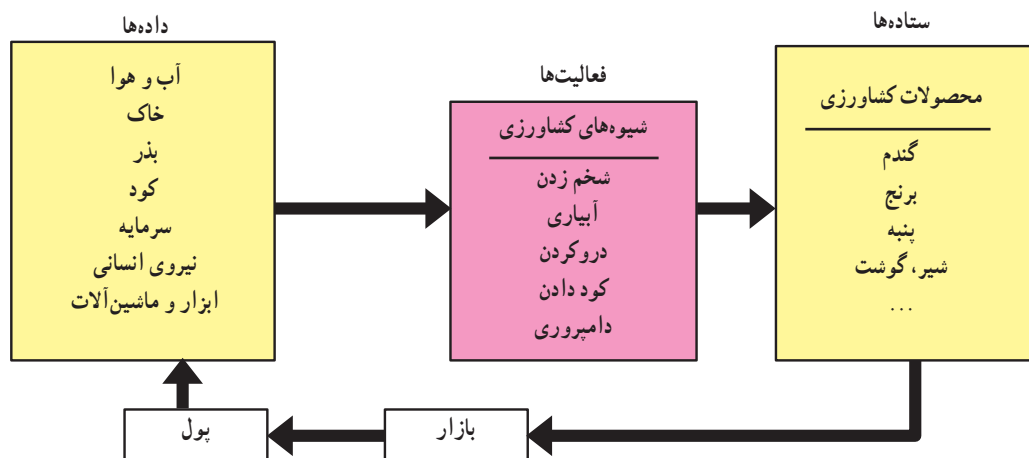 داده‌ها
آب و هوا
خاک
بذر
کود
سرمایه
نیروی انسانی
ابزار و ماشین‌آلات
فعالیت‌ها
شیوه‌های کشاورزی
شخم زدن
آبیاری
دروکردن
کود دادن
دامپروری
ستاده‌ها
محصولات کشاورزی
گندم
برنج
پنبه
شیر، گوشت
...
بازار
پول